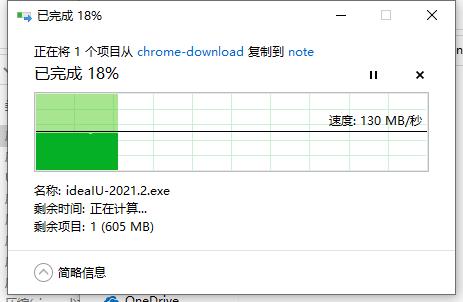 已完成 18%
正在将 1 个项目从 chrome-download 复制到 note
已完成 18%
速度: 130 MB/秒
名称: ideaIU-2021.2.exe
剩余时间: 正在计算...
剩余项目: 1 (605 MB)
简略信息
OneDrive